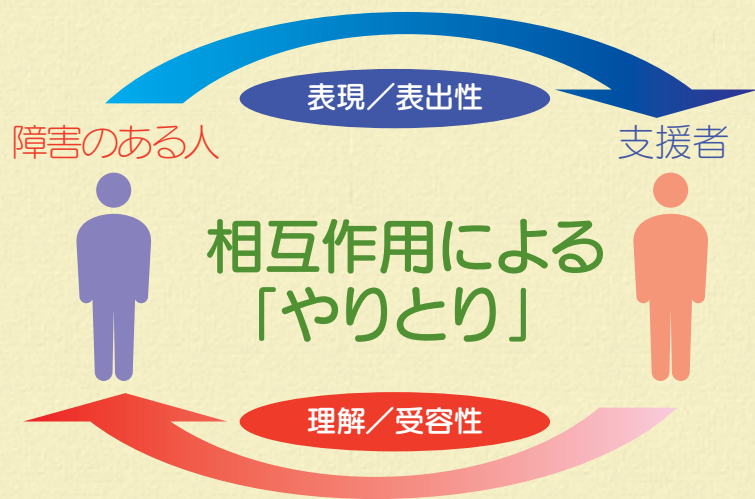 表現／表出性
障害のある人
支援者
相互作用による
「やりとり」
理解／受容性